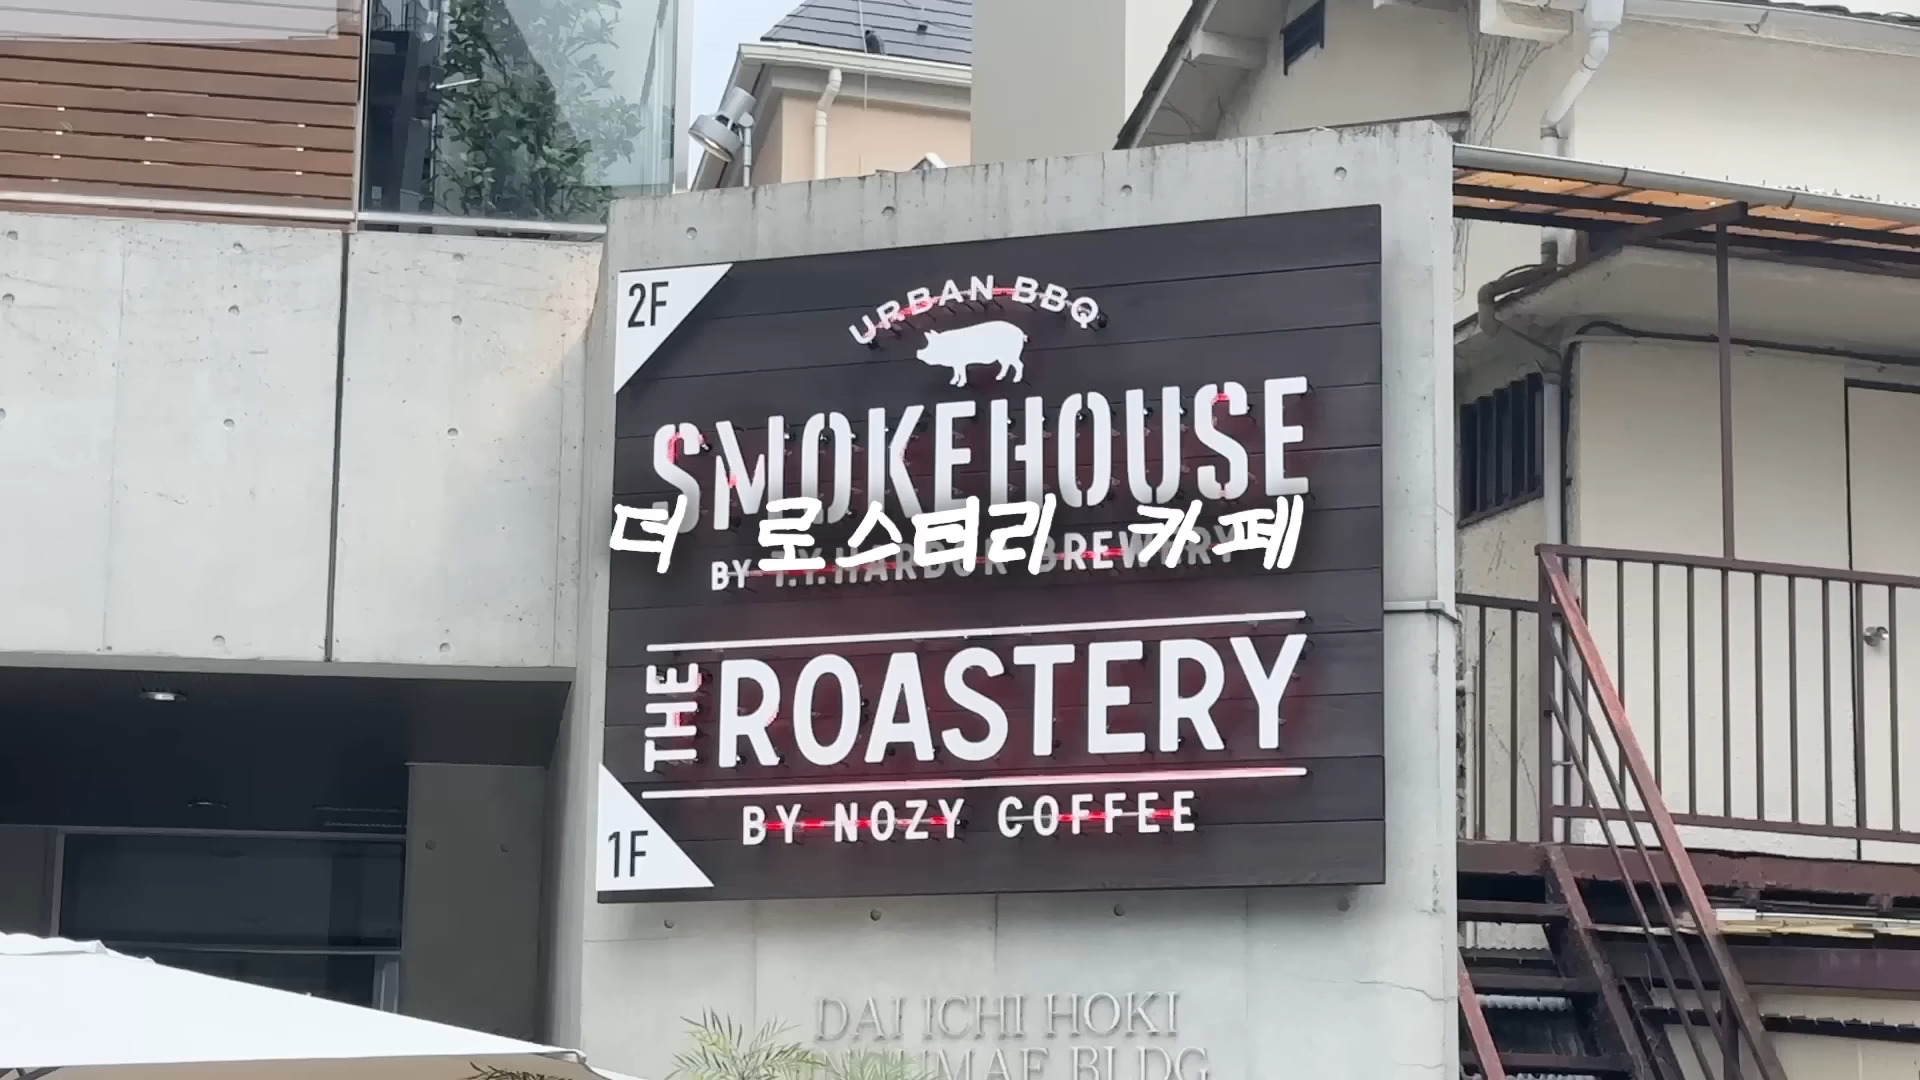 2F
URBAN BBQ
SMOKEHOUSE
더 로스터리 카페
BY T.Y.HARBOR BREWERY
THE ROASTERY
BY NOZY COFFEE
1F
DAI ICHI HOKI
BLDG